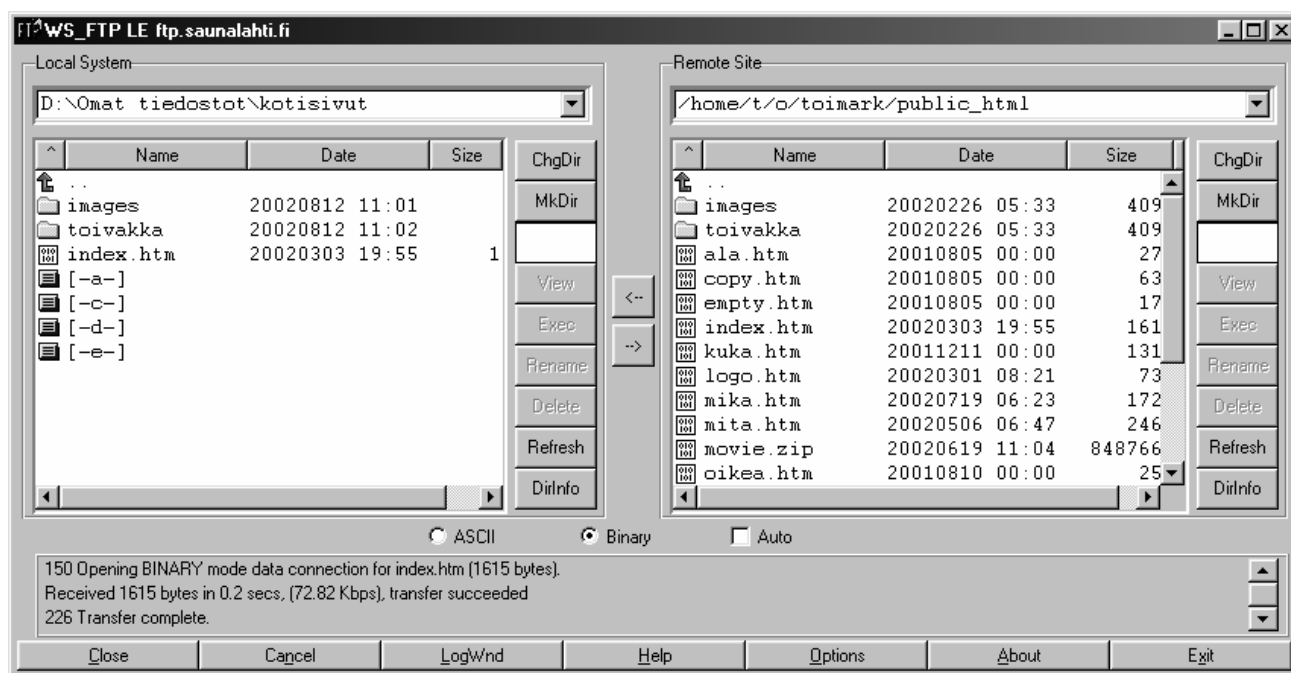 WS_FTP LE ftp.saunalahti.fi
Local System
D:\Omat tiedostot\kotisivut
^ Name Date Size
..
images 20020812 11:01
toivakka 20020812 11:02
index.htm 20020303 19:55 1
[-a-]
[-c-]
[-d-]
[-e-]
ChgDir
MkDir
View
Exec
Rename
Delete
Refresh
DirInfo
<--
-->
Remote Site
/home/t/o/toimark/public_html
^ Name Date Size
..
images 20020226 05:33 409
toivakka 20020226 05:33 409
ala.htm 20010805 00:00 27
copy.htm 20010805 00:00 63
empty.htm 20010805 00:00 17
index.htm 20020303 19:55 161
kuka.htm 20011211 00:00 131
logo.htm 20020301 08:21 73
mika.htm 20020719 06:23 172
mita.htm 20020506 06:47 246
movie.zip 20020619 11:04 848766
oikea.htm 20010810 00:00 25
ChgDir
MkDir
View
Exec
Rename
Delete
Refresh
DirInfo
ASCII Binary Auto
150 Opening BINARY mode data connection for index.htm (1615 bytes).
Received 1615 bytes in 0.2 secs, (72.82 Kbps), transfer succeeded
226 Transfer complete.
Close Cancel LogWnd Help Options About Exit